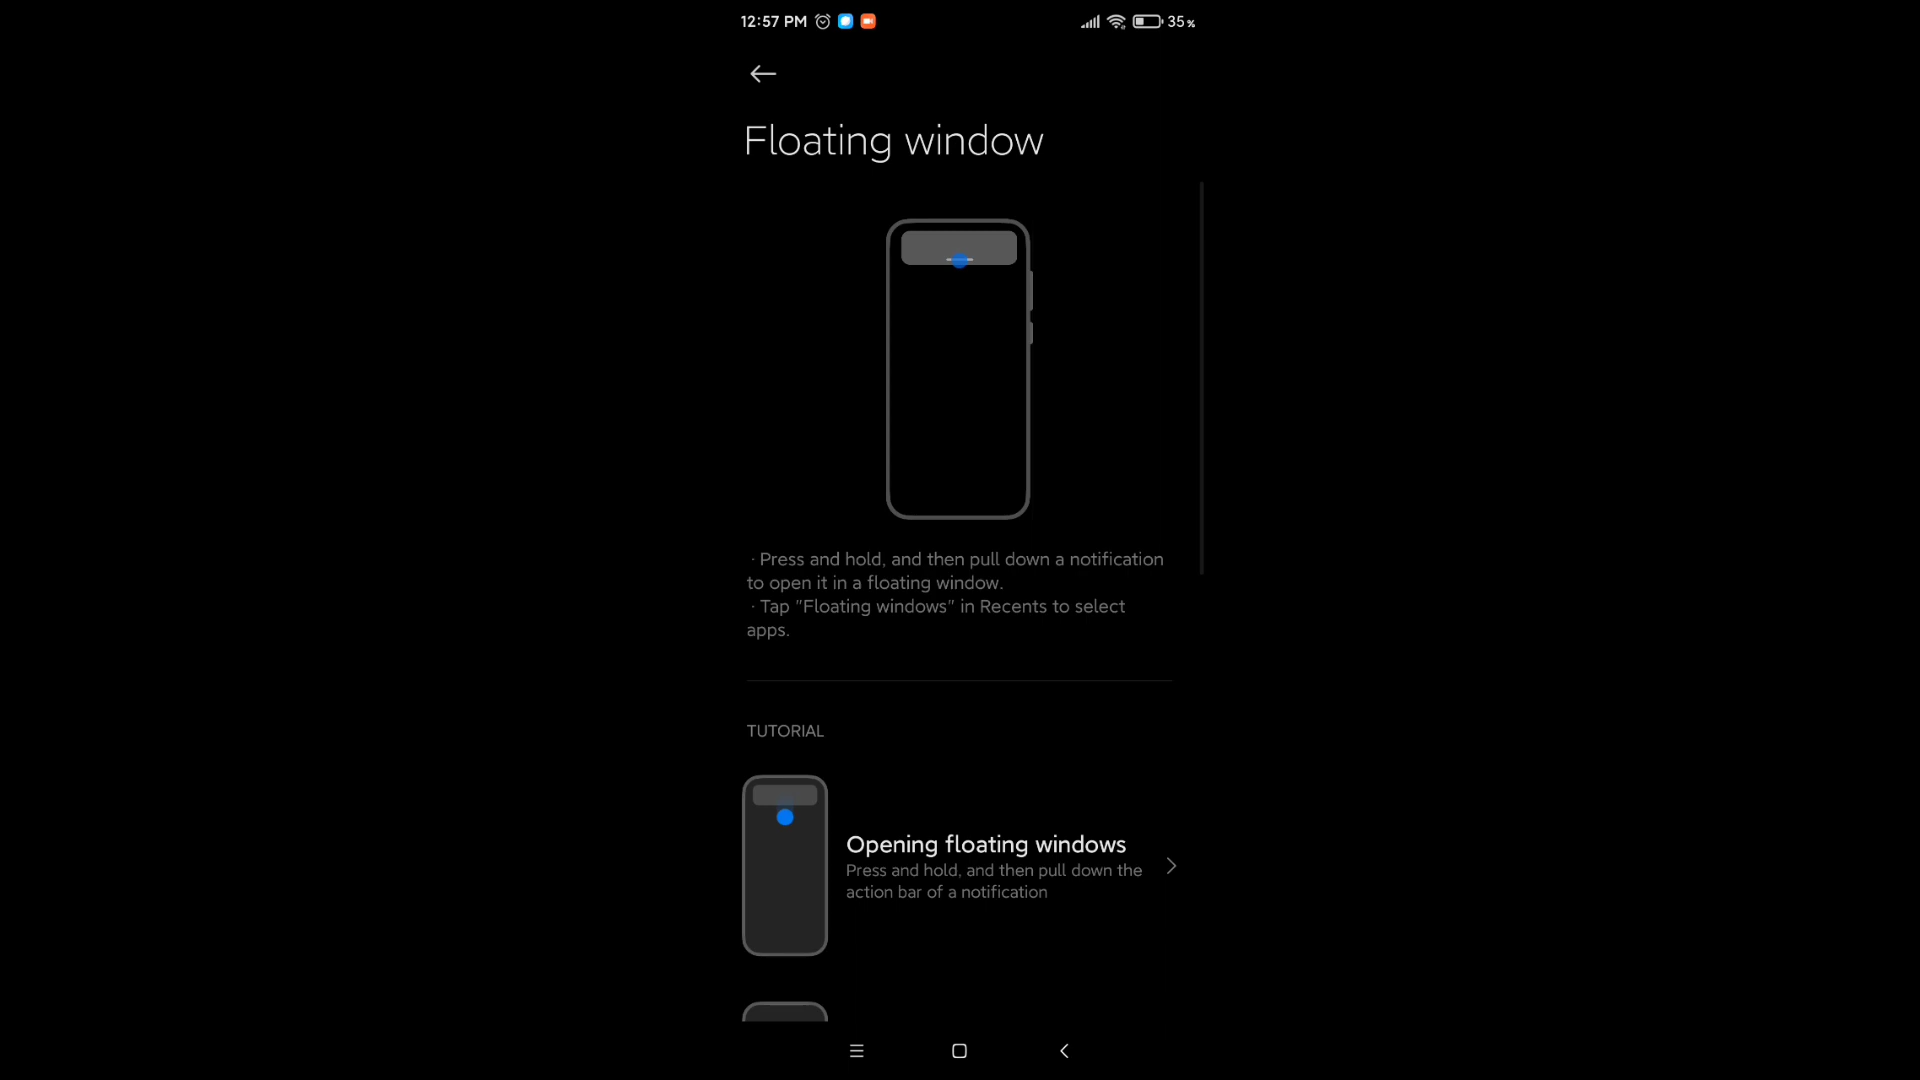 12:57 PM 35%
Floating window
· Press and hold, and then pull down a notification
to open it in a floating window.
· Tap "Floating windows" in Recents to select
apps.
TUTORIAL
Opening floating windows
Press and hold, and then pull down the
action bar of a notification